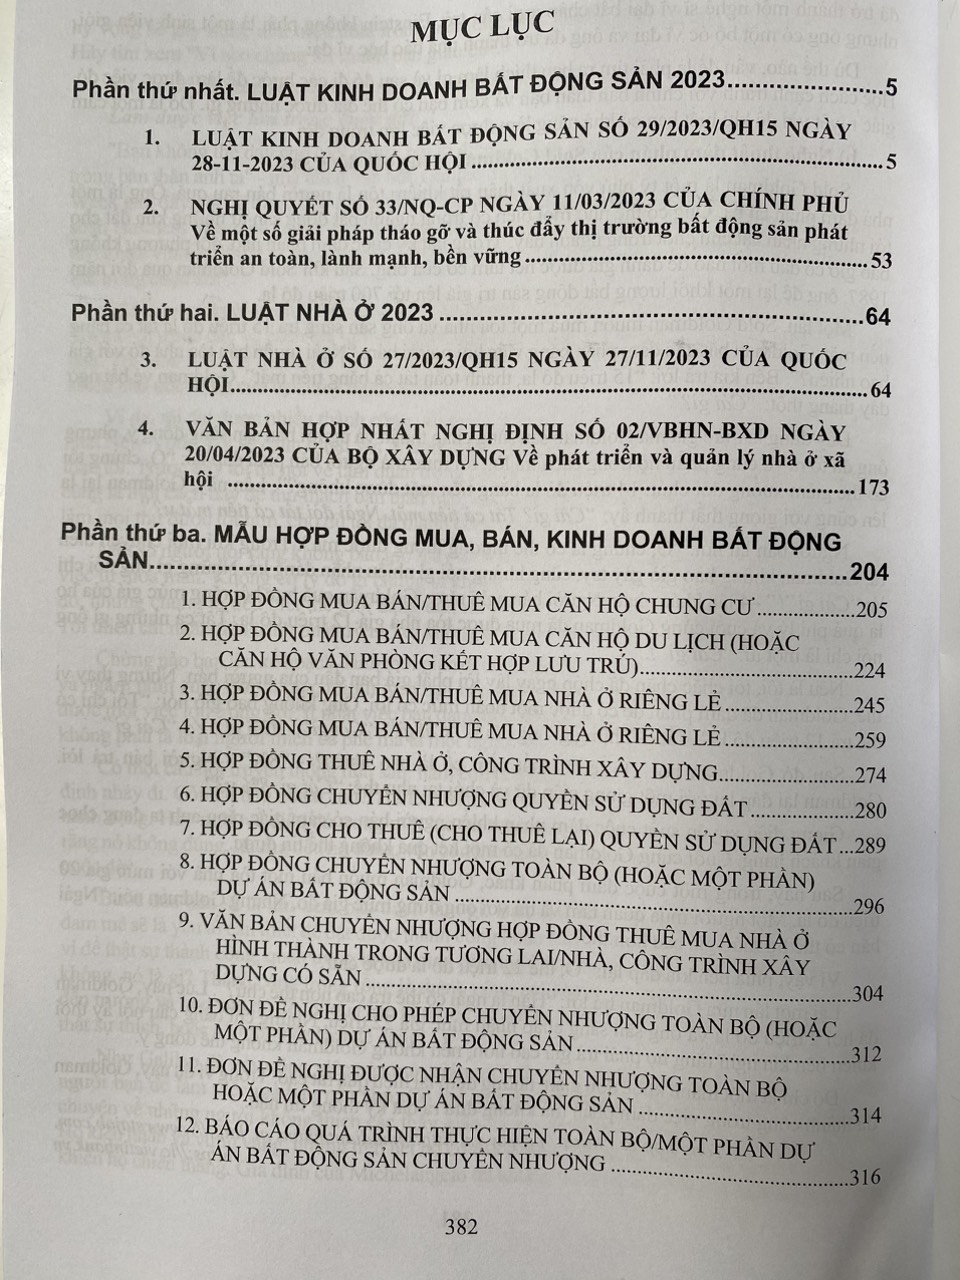 MỤC LỤC
Phần thứ nhất. LUẬT KINH DOANH BẤT ĐỘNG SẢN 2023..........................5
1. LUẬT KINH DOANH BẤT ĐỘNG SẢN SỐ 29/2023/QH15 NGÀY
28-11-2023 CỦA QUỐC HỘI..........................5
2. NGHỊ QUYẾT SỐ 33/NQ-CP NGÀY 11/03/2023 CỦA CHÍNH PHỦ
Về một số giải pháp tháo gỡ và thúc đẩy thị trường bất động sản phát
triển an toàn, lành mạnh, bền vững..........................53
Phần thứ hai. LUẬT NHÀ Ở 2023..........................64
3. LUẬT NHÀ Ở SỐ 27/2023/QH15 NGÀY 27/11/2023 CỦA QUỐC
HỘI..........................64
4. VĂN BẢN HỢP NHẤT NGHỊ ĐỊNH SỐ 02/VBHN-BXD NGÀY
20/04/2023 CỦA BỘ XÂY DỰNG Về phát triển và quản lý nhà ở xã
hội ..........................173
Phần thứ ba. MẪU HỢP ĐỒNG MUA, BÁN, KINH DOANH BẤT ĐỘNG
SẢN..........................204
1. HỢP ĐỒNG MUA BÁN/THUÊ MUA CĂN HỘ CHUNG CƯ..........................205
2. HỢP ĐỒNG MUA BÁN/THUÊ MUA CĂN HỘ DU LỊCH (HOẶC
CĂN HỘ VĂN PHÒNG KẾT HỢP LƯU TRÚ)..........................224
3. HỢP ĐỒNG MUA BÁN/THUÊ MUA NHÀ Ở RIÊNG LẺ..........................245
4. HỢP ĐỒNG MUA BÁN/THUÊ MUA NHÀ Ở RIÊNG LẺ..........................259
5. HỢP ĐỒNG THUÊ NHÀ Ở, CÔNG TRÌNH XÂY DỰNG..........................274
6. HỢP ĐỒNG CHUYỂN NHƯỢNG QUYỀN SỬ DỤNG ĐẤT..........................280
7. HỢP ĐỒNG CHO THUÊ (CHO THUÊ LẠI) QUYỀN SỬ DỤNG ĐẤT...289
8. HỢP ĐỒNG CHUYỂN NHƯỢNG TOÀN BỘ (HOẶC MỘT PHẦN)
DỰ ÁN BẤT ĐỘNG SẢN..........................296
9. VĂN BẢN CHUYỂN NHƯỢNG HỢP ĐỒNG THUÊ MUA NHÀ Ở
HÌNH THÀNH TRONG TƯƠNG LAI/NHÀ, CÔNG TRÌNH XÂY
DỰNG CÓ SẴN..........................304
10. ĐƠN ĐỀ NGHỊ CHO PHÉP CHUYỂN NHƯỢNG TOÀN BỘ (HOẶC
MỘT PHẦN) DỰ ÁN BẤT ĐỘNG SẢN..........................312
11. ĐƠN ĐỀ NGHỊ ĐƯỢC NHẬN CHUYỂN NHƯỢNG TOÀN BỘ
HOẶC MỘT PHẦN DỰ ÁN BẤT ĐỘNG SẢN..........................314
12. BÁO CÁO QUÁ TRÌNH THỰC HIỆN TOÀN BỘ/MỘT PHẦN DỰ
ÁN BẤT ĐỘNG SẢN CHUYỂN NHƯỢNG..........................316
382